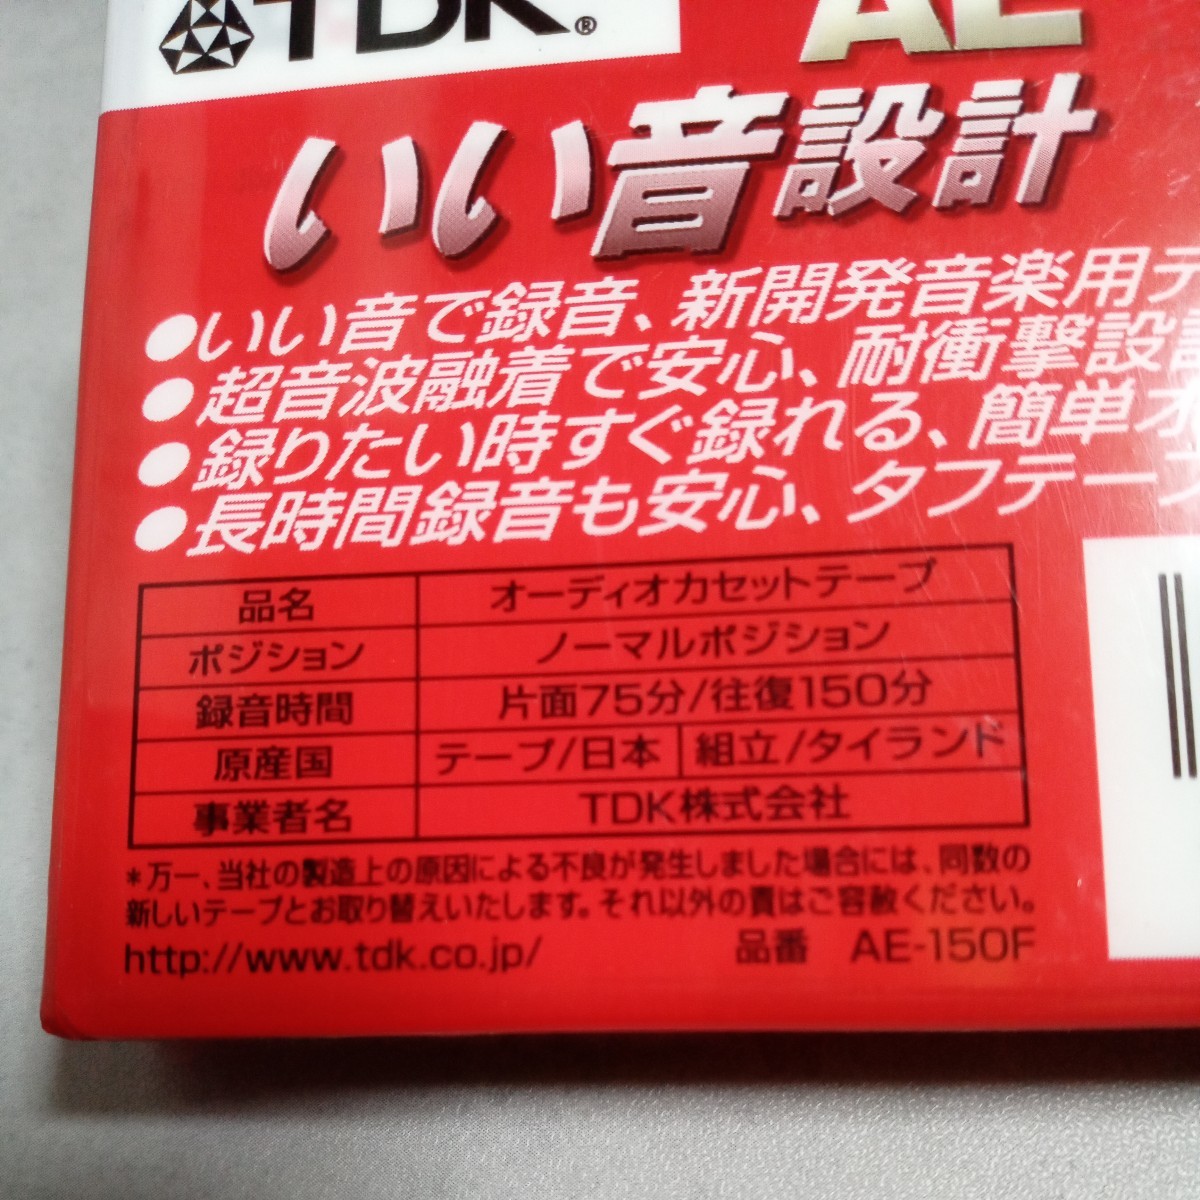 TDK®
AE
いい音設計
●いい音で録音、新開発音楽用テ
●超音波融着で安心、耐衝撃設計
●録りたい時すぐ録れる、簡単オ
●長時間録音も安心、タフテープ
品名 オーディオカセットテープ
ポジション ノーマルポジション
録音時間 片面75分/往復150分
原産国 テープ/日本 組立/タイランド
事業者名 TDK株式会社
*万一、当社の製造上の原因による不良が発生しました場合には、同数の
新しいテープとお取り替えいたします。それ以外の責はご容赦ください。
http://www.tdk.co.jp/ 品番 AE-150F